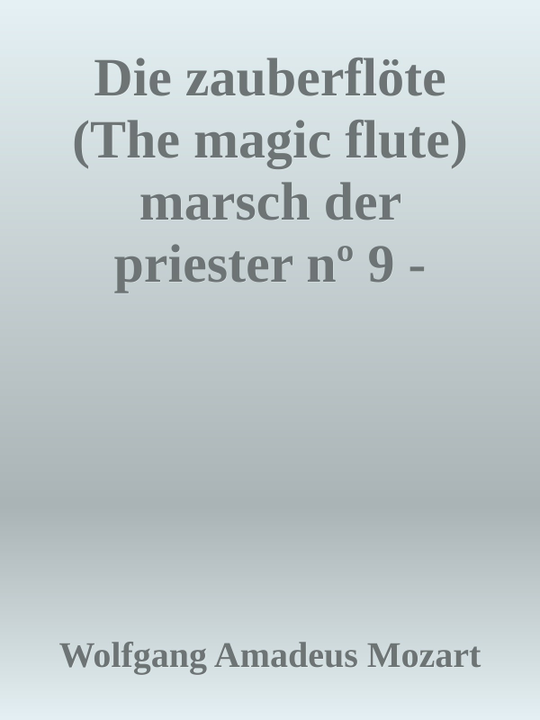 Die zauberflöte
(The magic flute)
marsch der
priester nº 9 -
Wolfgang Amadeus Mozart